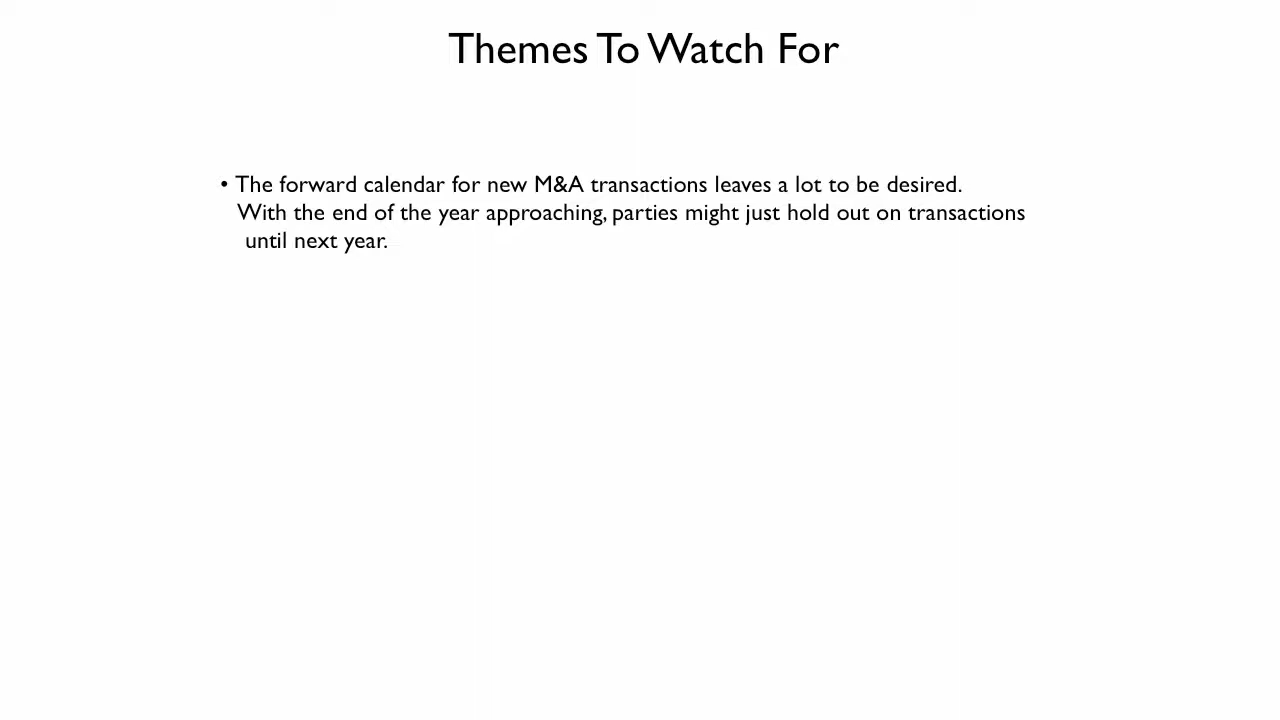 Themes To Watch For
• The forward calendar for new M&A transactions leaves a lot to be desired.
With the end of the year approaching, parties might just hold out on transactions
until next year.